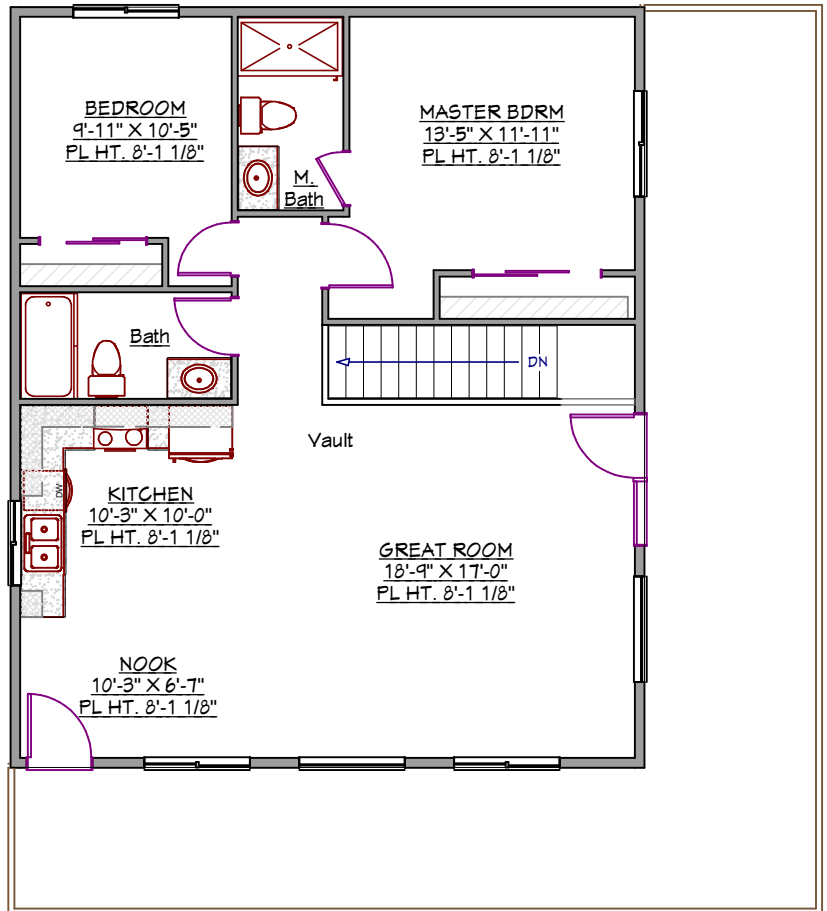 BEDROOM
9'-11" X 10'-5"
PL HT. 8'-1 1/8"
MASTER BDRM
13'-5" X 11'-11"
PL HT. 8'-1 1/8"
M.
Bath
Bath
DN
Vault
DW
KITCHEN
10'-3" X 10'-0"
PL HT. 8'-1 1/8"
GREAT ROOM
18'-9" X 17'-0"
PL HT. 8'-1 1/8"
NOOK
10'-3" X 6'-7"
PL HT. 8'-1 1/8"